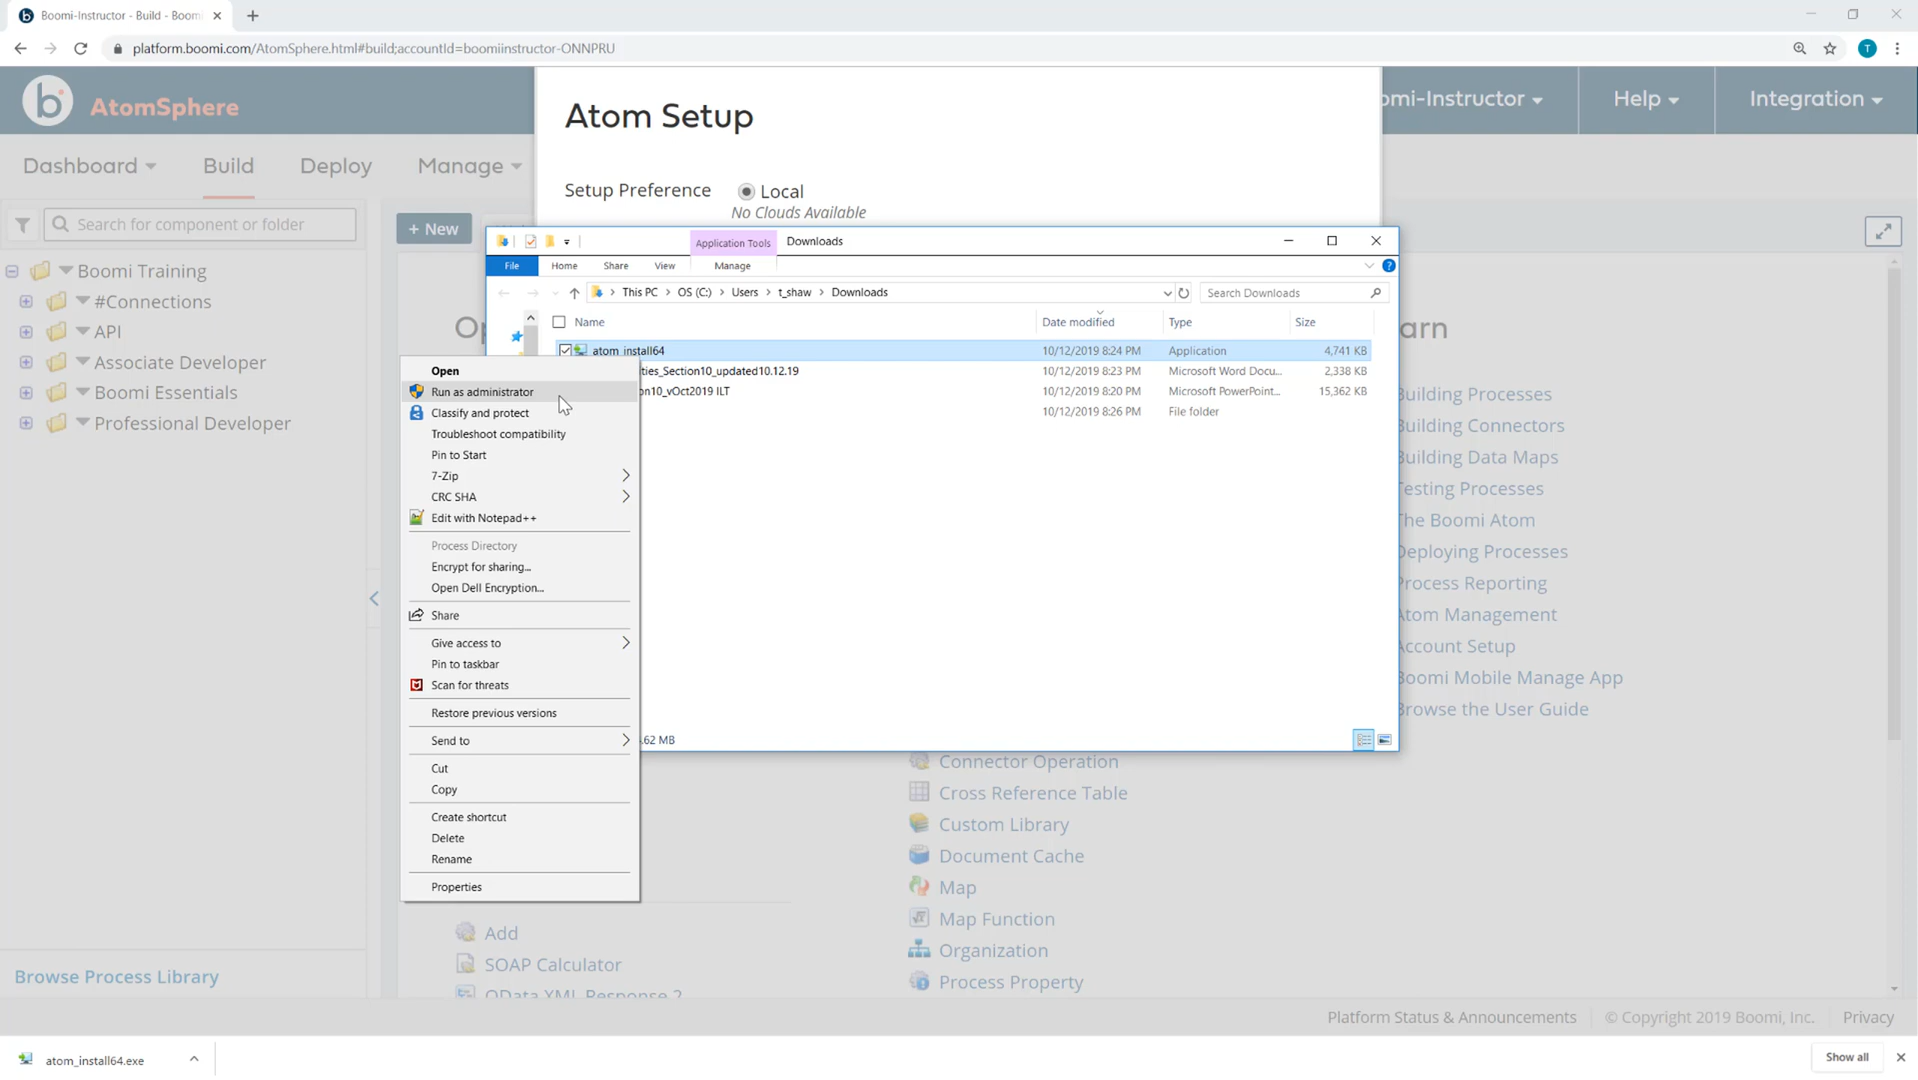 Boomi-Instructor - Build - Boomi
platform.boomi.com/AtomSphere.html#build;accountId=boomiinstructor-ONNPRU
T
b AtomSphere
omi-Instructor
Help
Integration
Dashboard
Build
Deploy
Manage
Atom Setup
Setup Preference
Local
No Clouds Available
Search for component or folder
+ New
Boomi Training
#Connections
API
Associate Developer
Boomi Essentials
Professional Developer
Application Tools
Downloads
File
Home
Share
View
Manage
This PC > OS (C:) > Users > t_shaw > Downloads
Search Downloads
Name
Date modified
Type
Size
atom_install64
10/12/2019 8:24 PM
Application
4,741 KB
ties_Section10_updated10.12.19
10/12/2019 8:23 PM
Microsoft Word Docu...
2,338 KB
on10_vOct2019 ILT
10/12/2019 8:20 PM
Microsoft PowerPoint...
15,362 KB
10/12/2019 8:26 PM
File folder
.62 MB
Open
Run as administrator
Classify and protect
Troubleshoot compatibility
Pin to Start
7-Zip
CRC SHA
Edit with Notepad++
Process Directory
Encrypt for sharing...
Open Dell Encryption...
Share
Give access to
Pin to taskbar
Scan for threats
Restore previous versions
Send to
Cut
Copy
Create shortcut
Delete
Rename
Properties
Op
arn
Building Processes
Building Connectors
Building Data Maps
Testing Processes
The Boomi Atom
Deploying Processes
Process Reporting
Atom Management
Account Setup
Boomi Mobile Manage App
Browse the User Guide
Connector Operation
Cross Reference Table
Custom Library
Document Cache
Map
Map Function
Organization
Process Property
Add
SOAP Calculator
OData XML Response 2
Browse Process Library
Platform Status & Announcements
© Copyright 2019 Boomi, Inc.
Privacy
atom_install64.exe
Show all